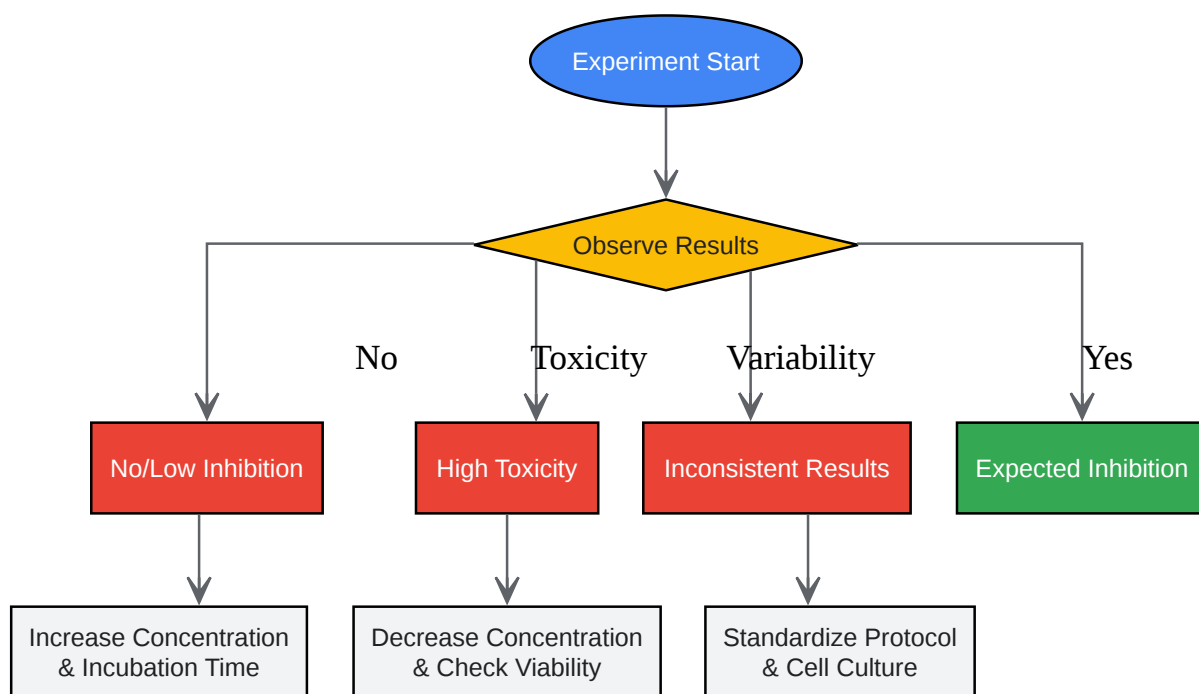 Experiment Start
Observe Results
No
Toxicity
Variability
Yes
No/Low Inhibition
High Toxicity
Inconsistent Results
Expected Inhibition
Increase Concentration
& Incubation Time
Decrease Concentration
& Check Viability
Standardize Protocol
& Cell Culture